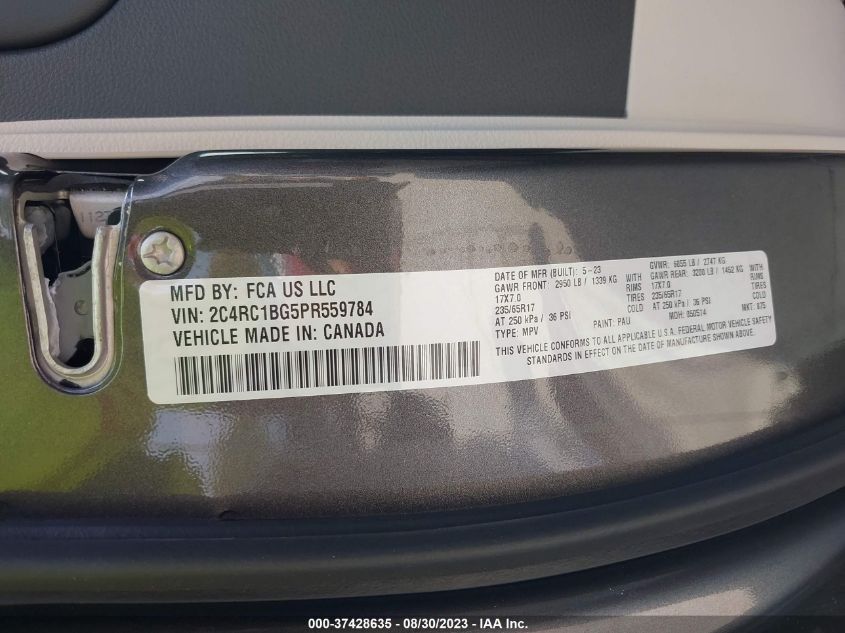 112
MFD BY: FCA US LLC
VIN: 2C4RC1BG5PR559784
VEHICLE MADE IN: CANADA
DATE OF MFR (BUILT): 5-23
GAWR FRONT: 2950 LB / 1339 KG WITH
17X7.0 RIMS
235/65R17 TIRES
AT 250 kPa / 36 PSI COLD
TYPE: MPV PAINT: PAU
GVWR: 6055 LB / 2747 KG
GAWR REAR: 3200 LB / 1452 KG WITH
17X7.0 RIMS
235/65R17 TIRES
AT 250 kPa / 36 PSI COLD
MDH: 050514 MKT: 875
THIS VEHICLE CONFORMS TO ALL APPLICABLE U.S.A. FEDERAL MOTOR VEHICLE SAFETY
STANDARDS IN EFFECT ON THE DATE OF MANUFACTURE SHOWN ABOVE.
000-37428635 - 08/30/2023 - IAA Inc.